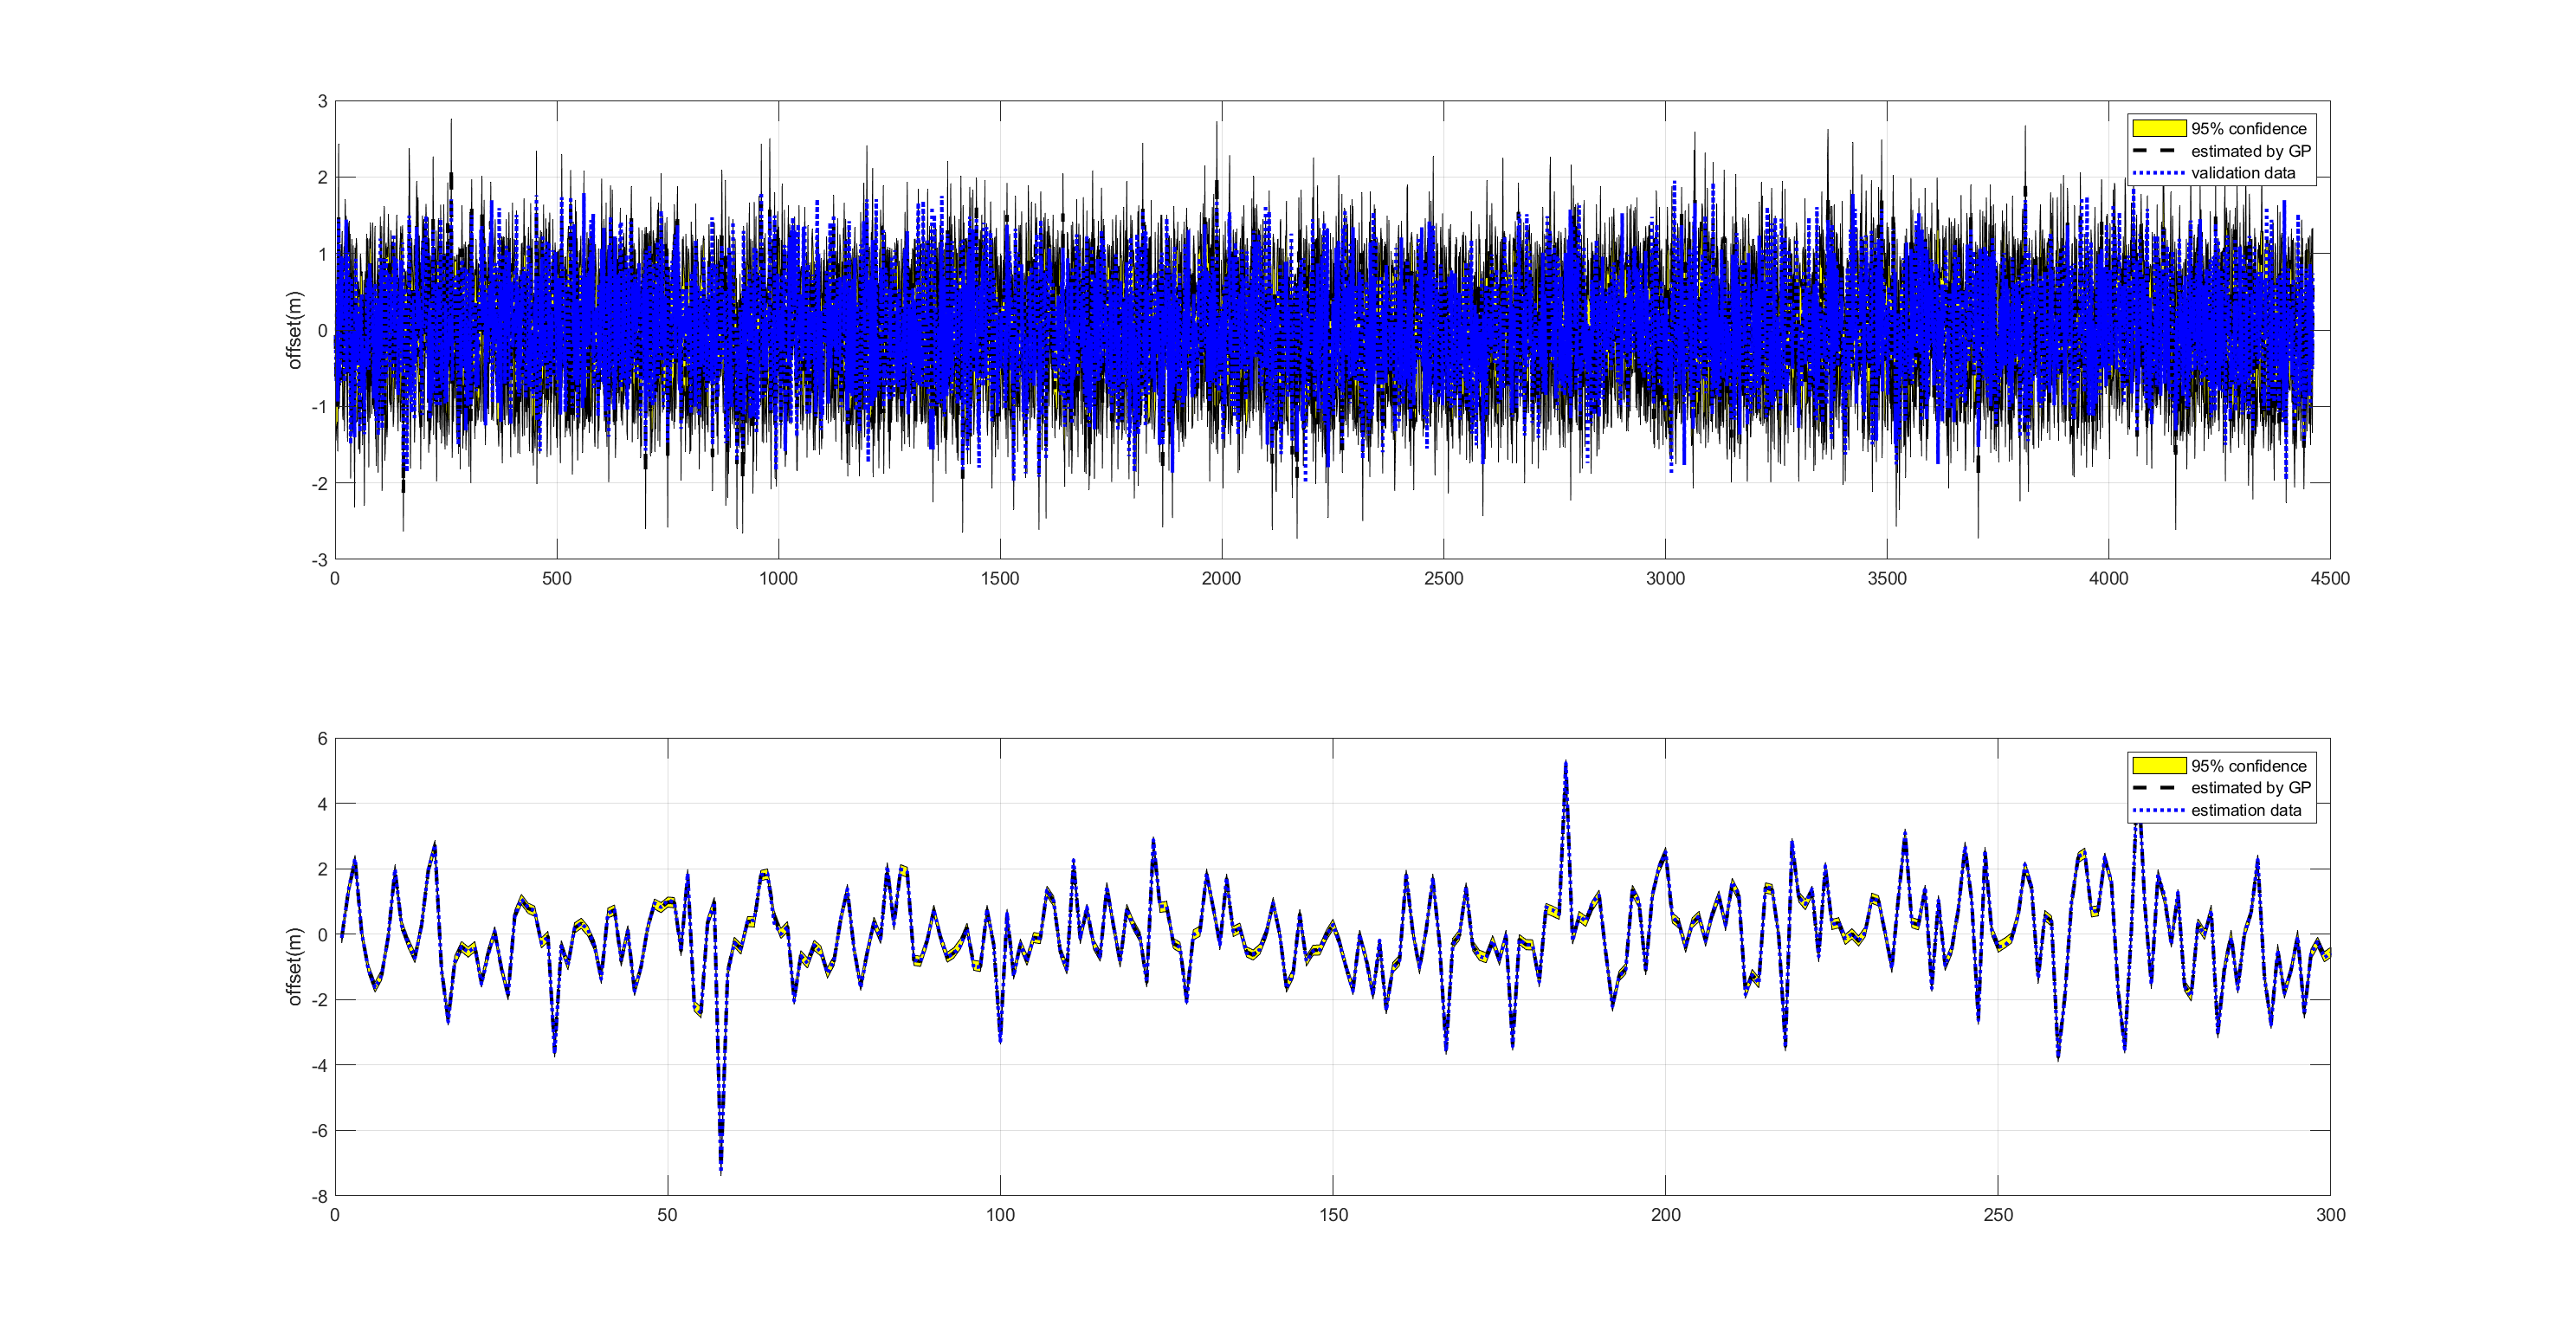 3
2
1
0
-1
-2
-3
offset(m)
95% confidence
estimated by GP
validation data
0 500 1000 1500 2000 2500 3000 3500 4000 4500
6
4
2
0
-2
-4
-6
-8
offset(m)
95% confidence
estimated by GP
estimation data
0 50 100 150 200 250 300